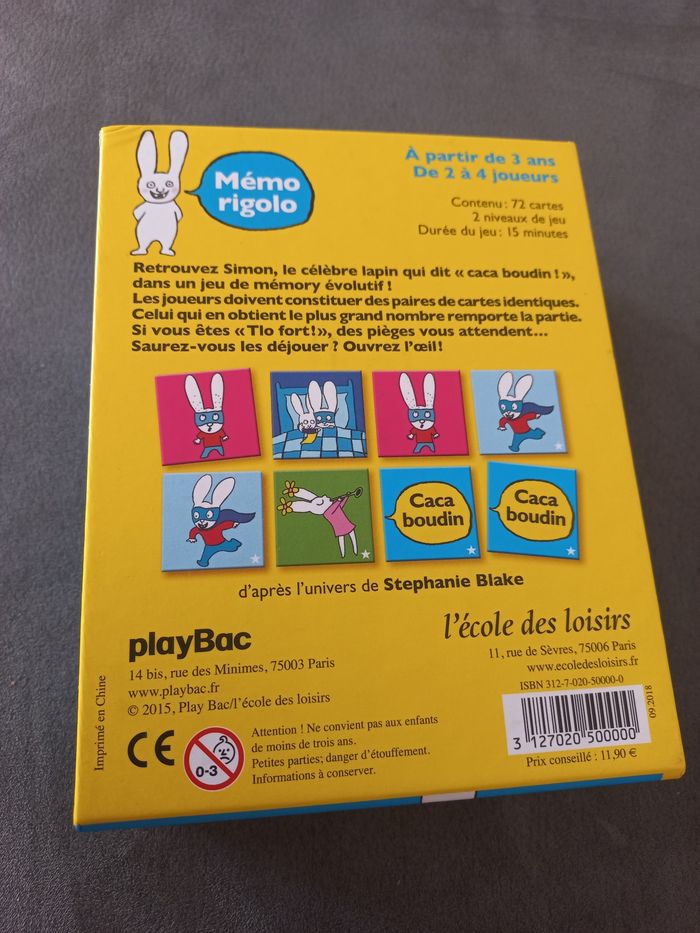 Mémo
rigolo
À partir de 3 ans
De 2 à 4 joueurs
Contenu : 72 cartes
2 niveaux de jeu
Durée du jeu : 15 minutes
Retrouvez Simon, le célèbre lapin qui dit « caca boudin ! »,
dans un jeu de mémory évolutif !
Les joueurs doivent constituer des paires de cartes identiques.
Celui qui en obtient le plus grand nombre remporte la partie.
Si vous êtes « Tlo fort ! », des pièges vous attendent...
Saurez-vous les déjouer ? Ouvrez l'œil !
Caca
boudin
Caca
boudin
d'après l'univers de Stephanie Blake
playBac
14 bis, rue des Minimes, 75003 Paris
www.playbac.fr
© 2015, Play Bac/l'école des loisirs
l'école des loisirs
11, rue de Sèvres, 75006 Paris
www.ecoledesloisirs.fr
ISBN 312-7-020-50000-0
3 127020 500000
Prix conseillé : 11,90 €
09.2018
Imprimé en Chine
CE
0-3
Attention ! Ne convient pas aux enfants
de moins de trois ans.
Petites parties; danger d'étouffement.
Informations à conserver.